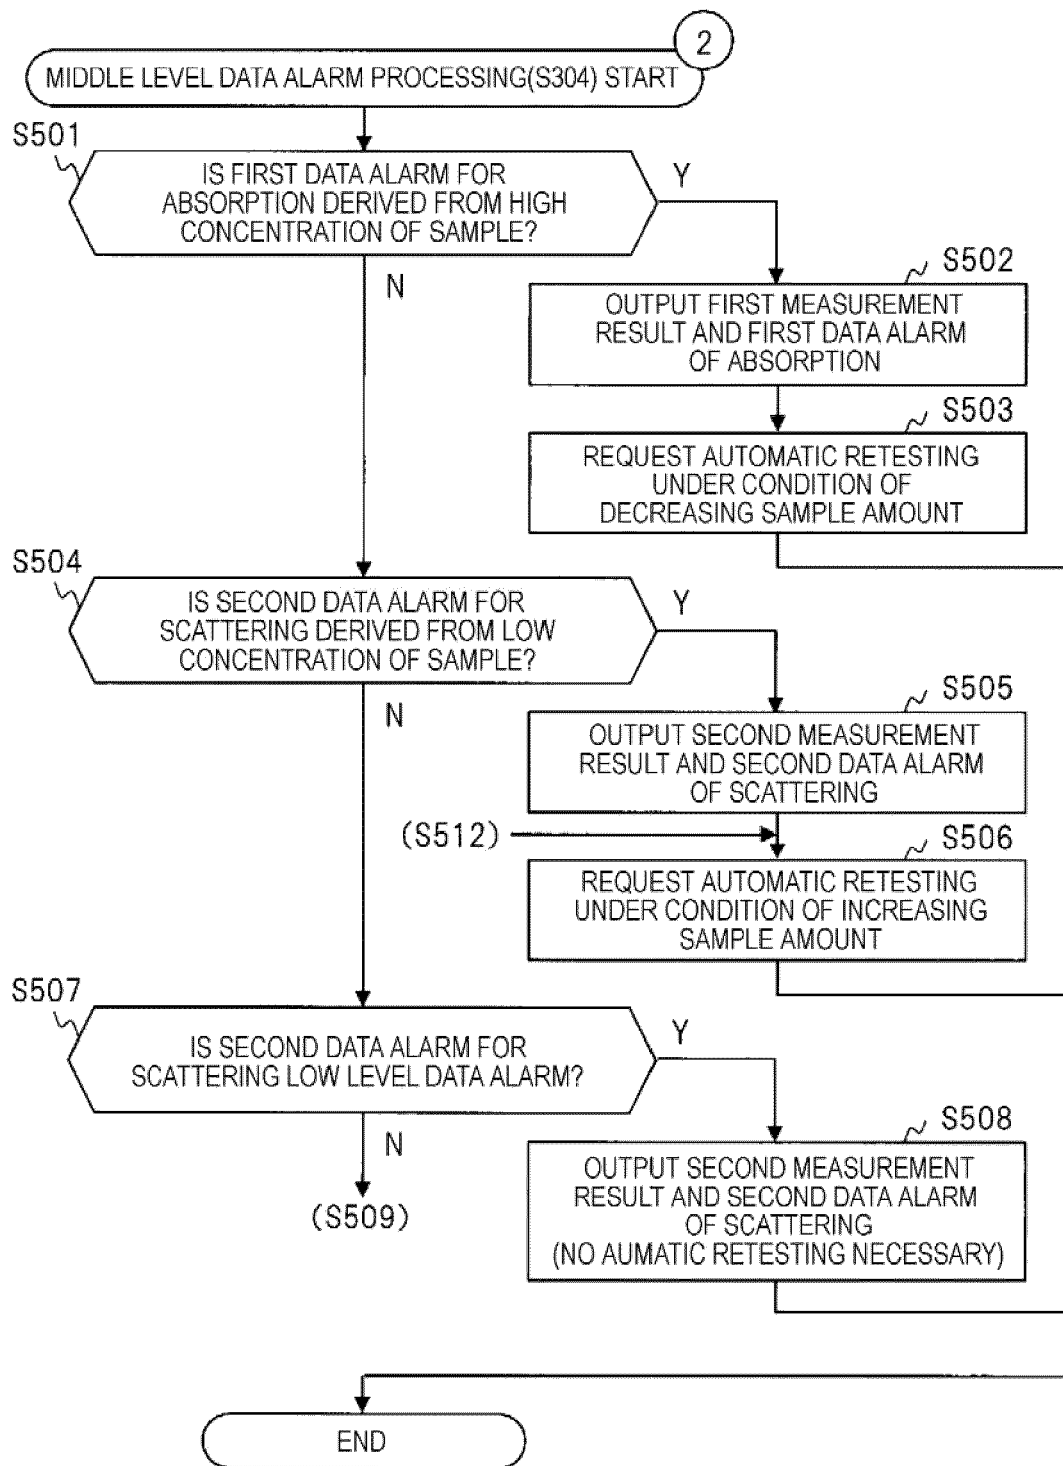 2
MIDDLE LEVEL DATA ALARM PROCESSING(S304) START
S501
IS FIRST DATA ALARM FOR
ABSORPTION DERIVED FROM HIGH
CONCENTRATION OF SAMPLE?
Y
N
S502
OUTPUT FIRST MEASUREMENT
RESULT AND FIRST DATA ALARM
OF ABSORPTION
S503
REQUEST AUTOMATIC RETESTING
UNDER CONDITION OF
DECREASING SAMPLE AMOUNT
S504
IS SECOND DATA ALARM FOR
SCATTERING DERIVED FROM LOW
CONCENTRATION OF SAMPLE?
Y
N
S505
OUTPUT SECOND MEASUREMENT
RESULT AND SECOND DATA ALARM
OF SCATTERING
(S512)
S506
REQUEST AUTOMATIC RETESTING
UNDER CONDITION OF INCREASING
SAMPLE AMOUNT
S507
IS SECOND DATA ALARM FOR
SCATTERING LOW LEVEL DATA ALARM?
Y
N
(S509)
S508
OUTPUT SECOND MEASUREMENT
RESULT AND SECOND DATA ALARM
OF SCATTERING
(NO AUMATIC RETESTING NECESSARY)
END